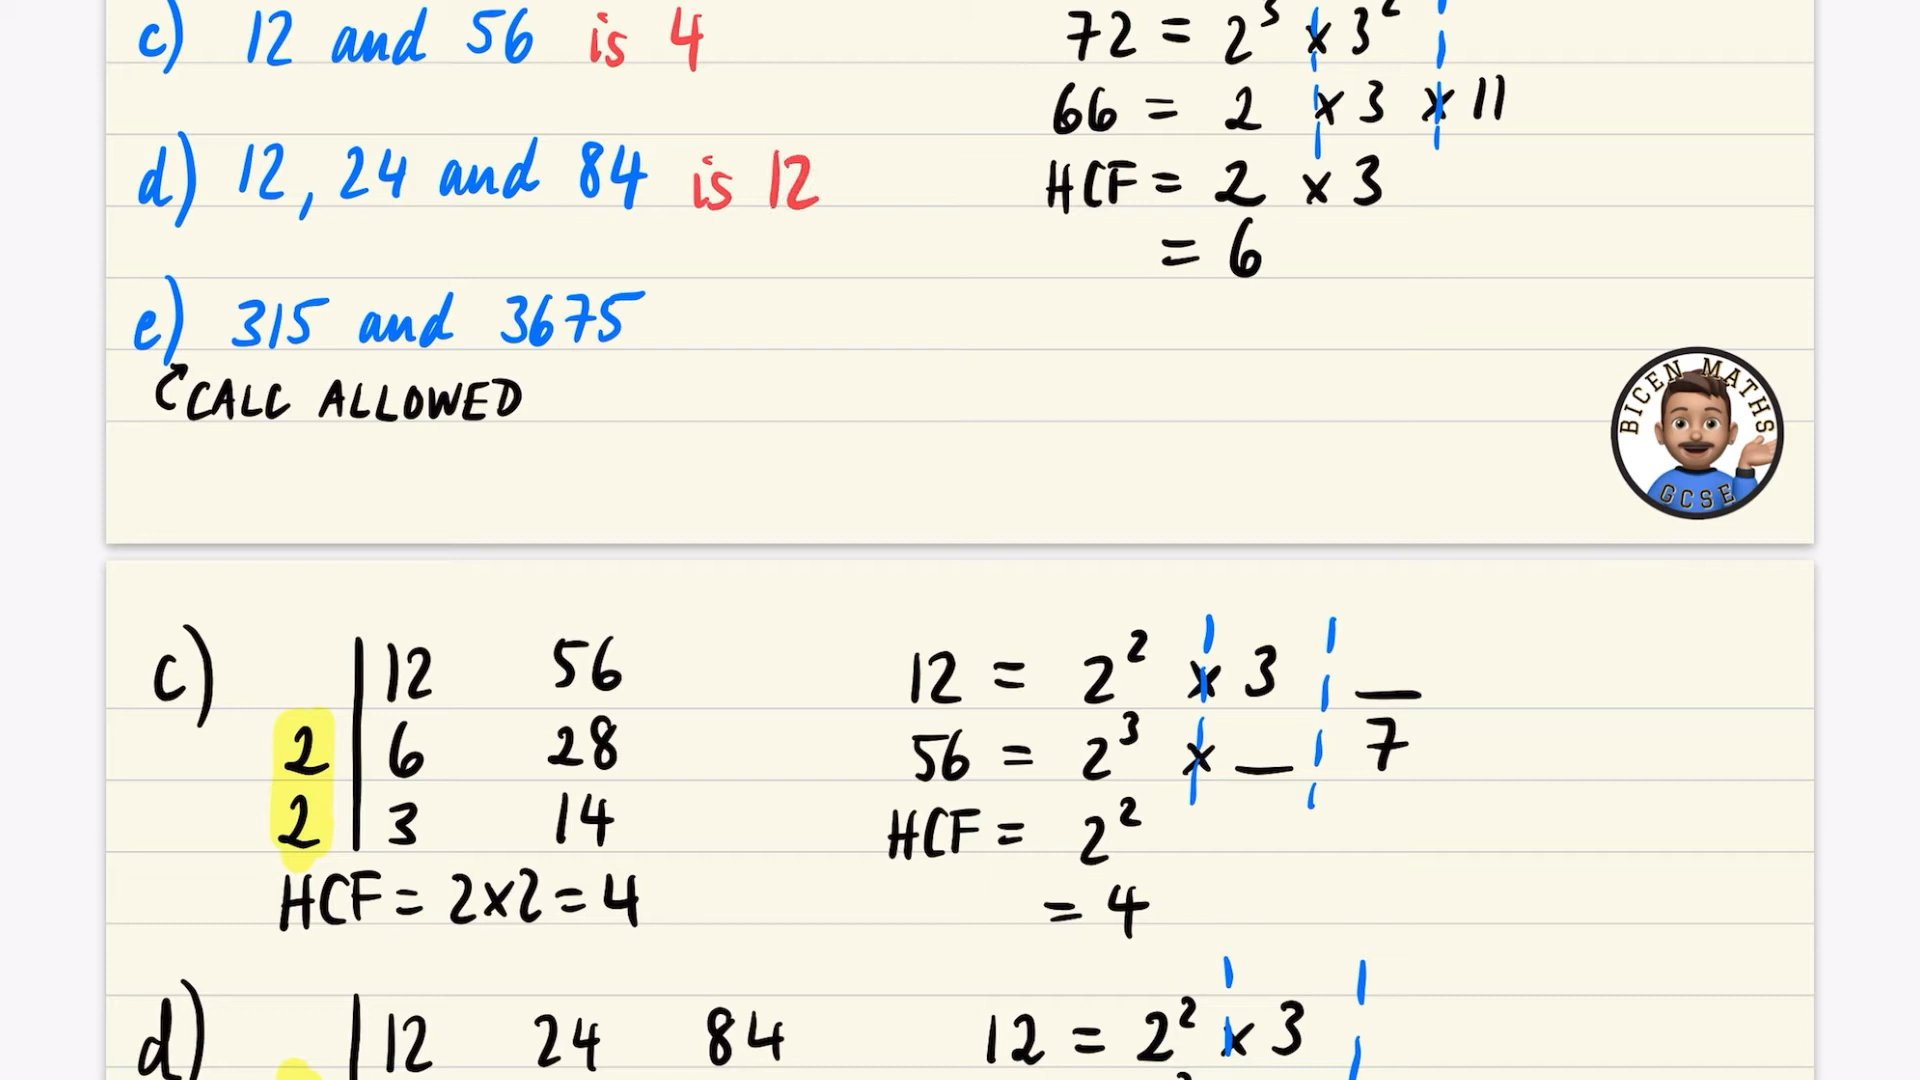 c) 12 and 56 is 4
d) 12, 24 and 84 is 12
e) 315 and 3675
CALC ALLOWED
72 = 2³ × 3²
66 = 2 × 3 × 11
HCF = 2 × 3
= 6
BICEN MATHS
GCSE
c)
12 56
2 6 28
2 3 14
HCF = 2×2 = 4
12 = 2² × 3 __
56 = 2³ × __ 7
HCF = 2²
= 4
d)
12 24 84
12 = 2² × 3